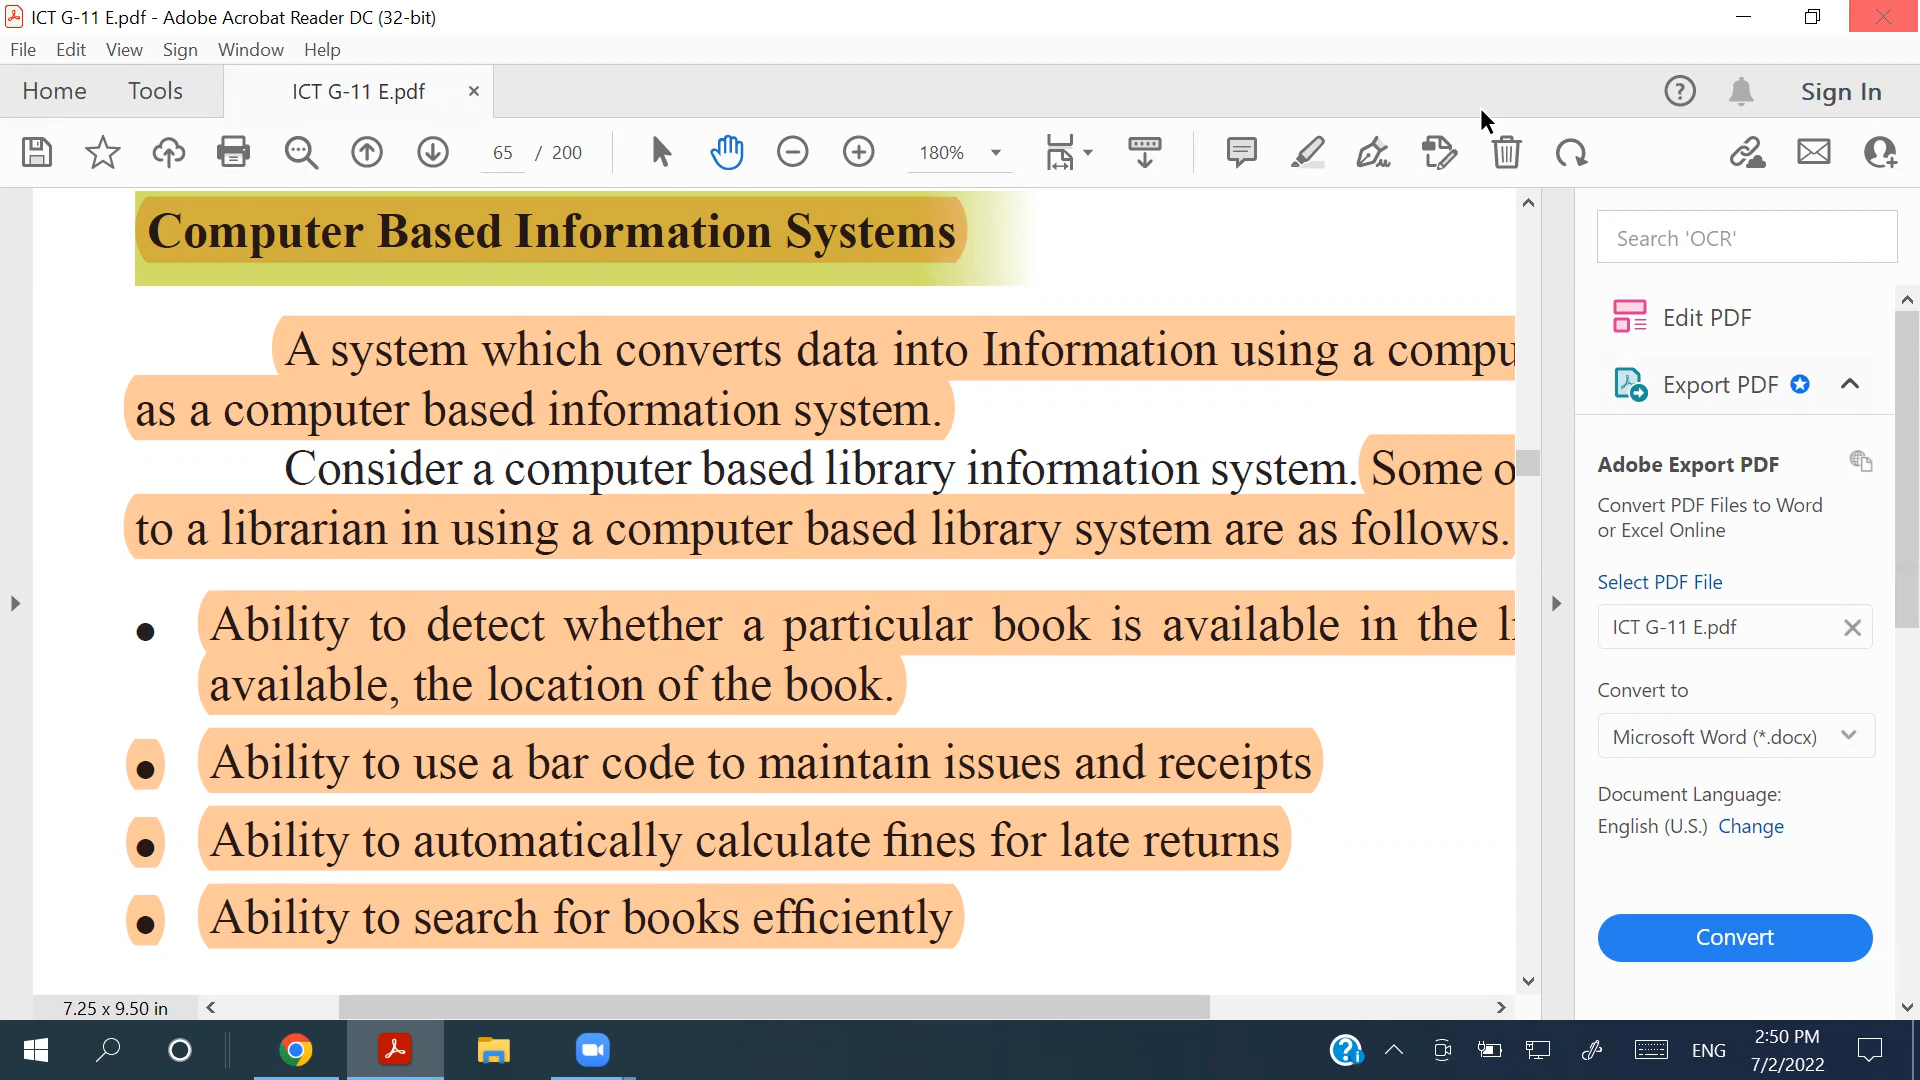 ICT G-11 E.pdf - Adobe Acrobat Reader DC (32-bit)
File Edit View Sign Window Help
Home Tools ICT G-11 E.pdf × Sign In
65 / 200 180%
Computer Based Information Systems
A system which converts data into Information using a compu
as a computer based information system.
Consider a computer based library information system. Some o
to a librarian in using a computer based library system are as follows.
• Ability to detect whether a particular book is available in the li
available, the location of the book.
• Ability to use a bar code to maintain issues and receipts
• Ability to automatically calculate fines for late returns
• Ability to search for books efficiently
7.25 x 9.50 in
Search 'OCR'
Edit PDF
Export PDF
Adobe Export PDF
Convert PDF Files to Word
or Excel Online
Select PDF File
ICT G-11 E.pdf
Convert to
Microsoft Word (*.docx)
Document Language:
English (U.S.) Change
Convert
ENG
2:50 PM
7/2/2022